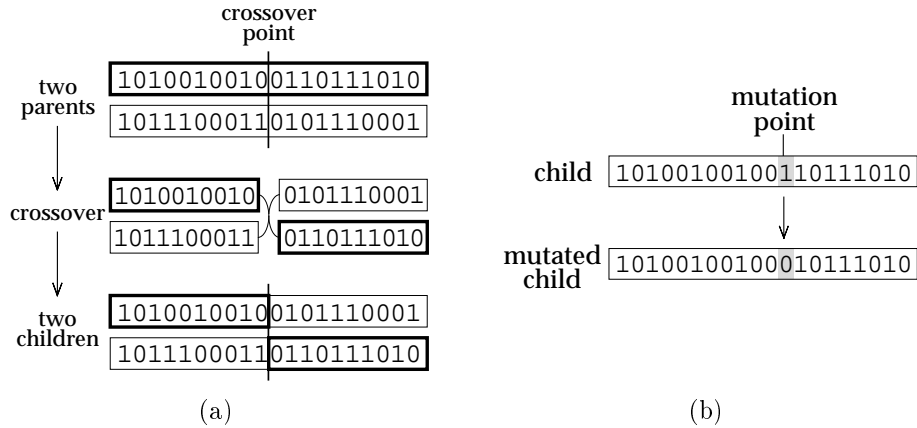 crossover
point
two
parents
10100100100110111010
10111000110101110001
crossover
1010010010 0101110001
1011100011 0110111010
two
children
10100100100101110001
10111000110110111010
(a)
mutation
point
child
10100100100110111010
mutated
child
10100100100010111010
(b)